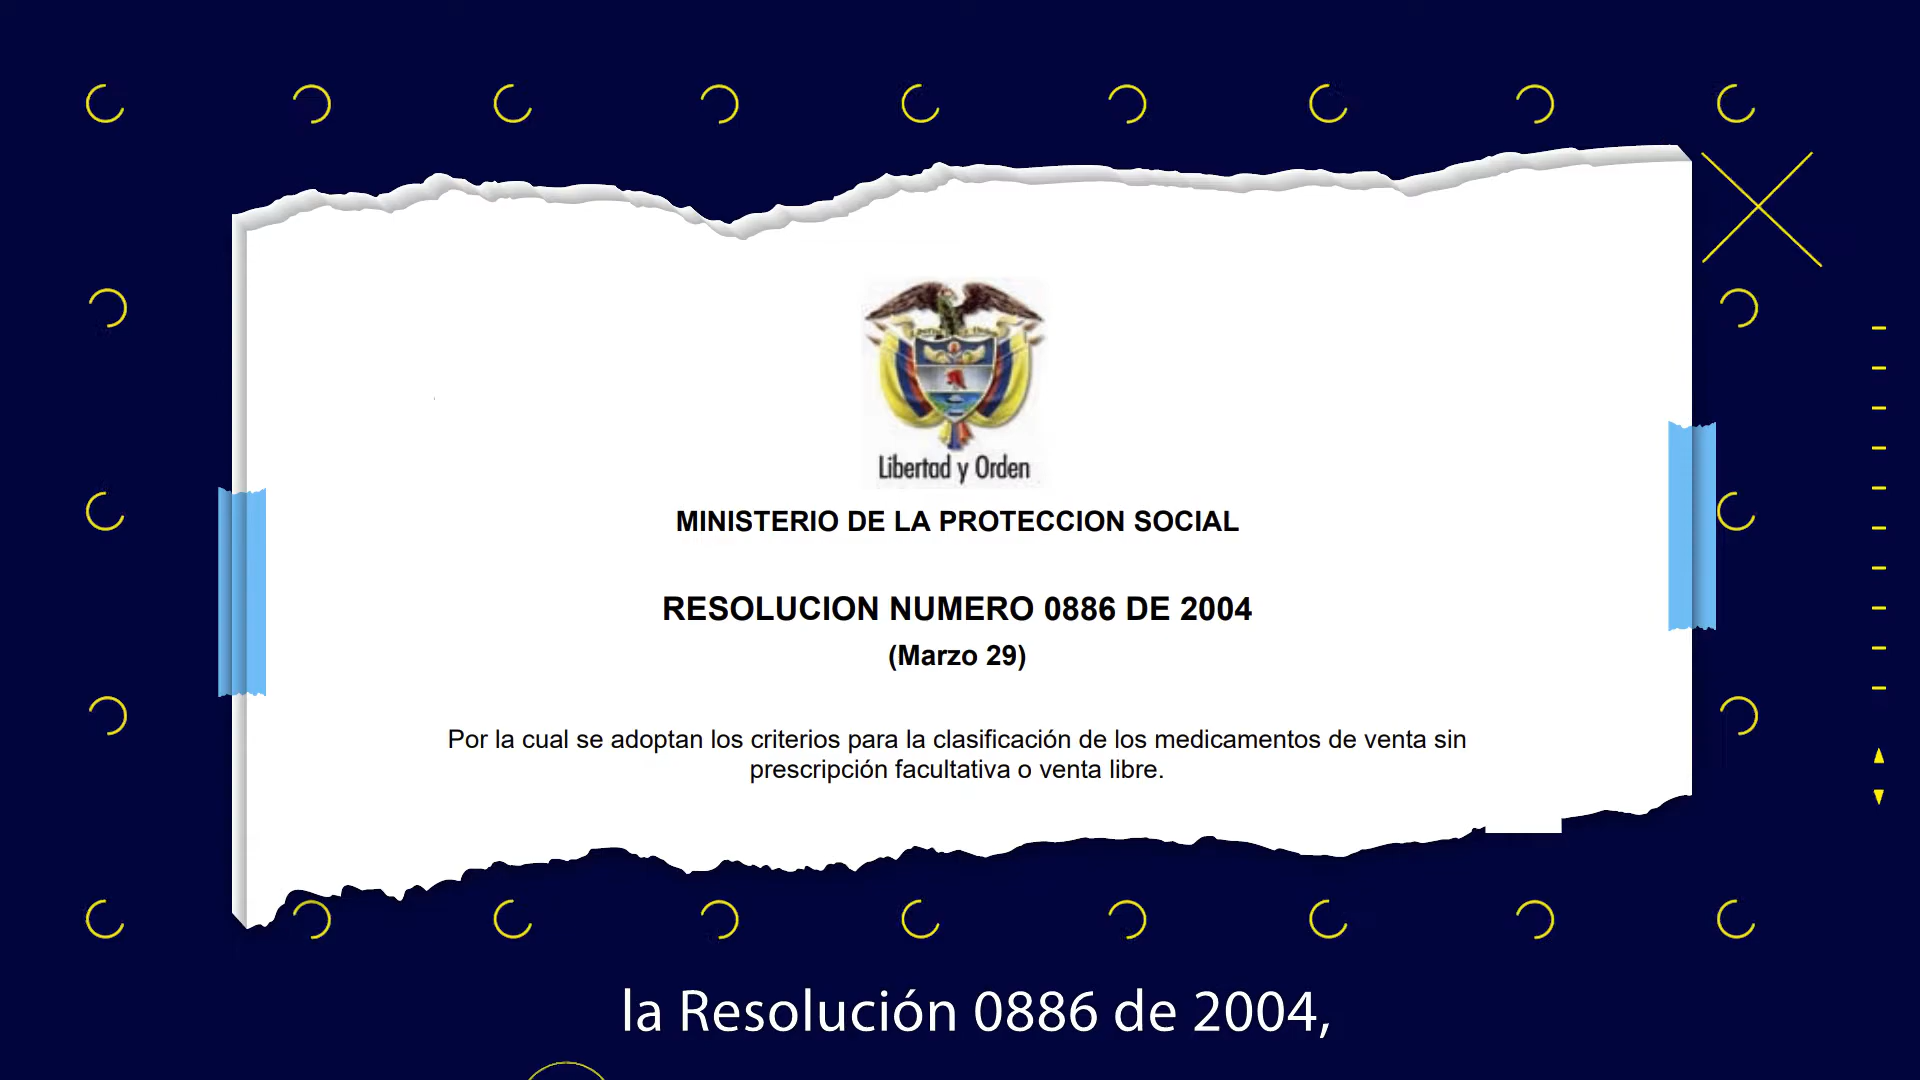 Libertad y Orden
MINISTERIO DE LA PROTECCION SOCIAL
RESOLUCION NUMERO 0886 DE 2004
(Marzo 29)
Por la cual se adoptan los criterios para la clasificación de los medicamentos de venta sin
prescripción facultativa o venta libre.
la Resolución 0886 de 2004,